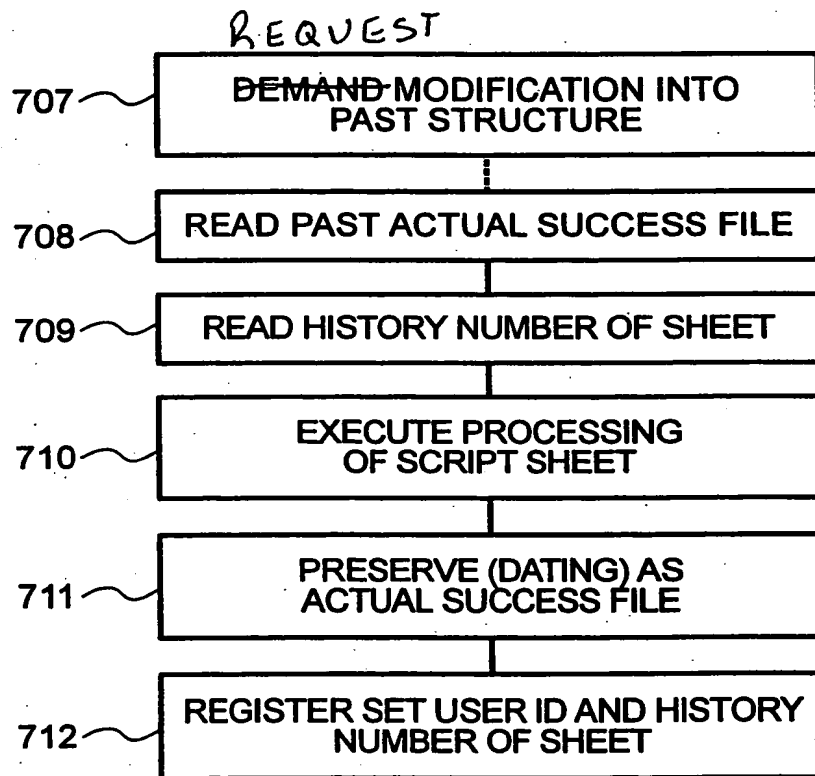 REQUEST
707 DEMAND MODIFICATION INTO
PAST STRUCTURE
708 READ PAST ACTUAL SUCCESS FILE
709 READ HISTORY NUMBER OF SHEET
710 EXECUTE PROCESSING
OF SCRIPT SHEET
711 PRESERVE (DATING) AS
ACTUAL SUCCESS FILE
712 REGISTER SET USER ID AND HISTORY
NUMBER OF SHEET